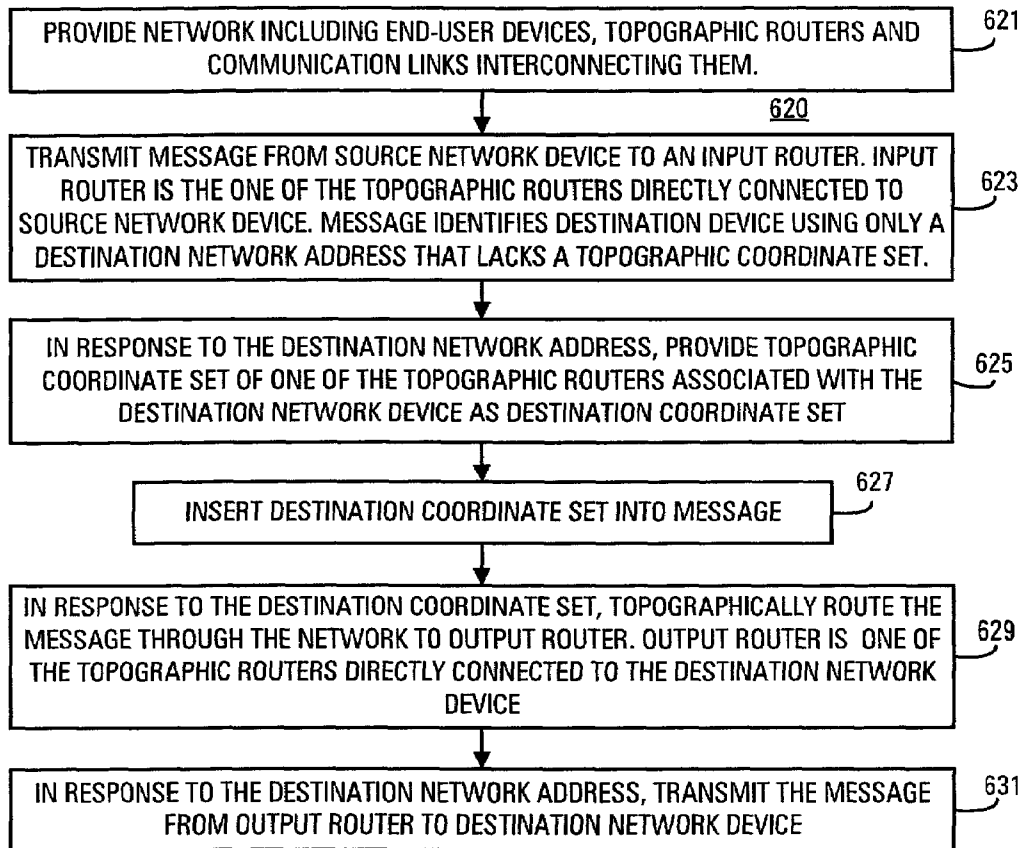 PROVIDE NETWORK INCLUDING END-USER DEVICES, TOPOGRAPHIC ROUTERS AND
COMMUNICATION LINKS INTERCONNECTING THEM.
621
620
TRANSMIT MESSAGE FROM SOURCE NETWORK DEVICE TO AN INPUT ROUTER. INPUT
ROUTER IS THE ONE OF THE TOPOGRAPHIC ROUTERS DIRECTLY CONNECTED TO
SOURCE NETWORK DEVICE. MESSAGE IDENTIFIES DESTINATION DEVICE USING ONLY A
DESTINATION NETWORK ADDRESS THAT LACKS A TOPOGRAPHIC COORDINATE SET.
623
IN RESPONSE TO THE DESTINATION NETWORK ADDRESS, PROVIDE TOPOGRAPHIC
COORDINATE SET OF ONE OF THE TOPOGRAPHIC ROUTERS ASSOCIATED WITH THE
DESTINATION NETWORK DEVICE AS DESTINATION COORDINATE SET
625
INSERT DESTINATION COORDINATE SET INTO MESSAGE
627
IN RESPONSE TO THE DESTINATION COORDINATE SET, TOPOGRAPHICALLY ROUTE THE
MESSAGE THROUGH THE NETWORK TO OUTPUT ROUTER. OUTPUT ROUTER IS ONE OF
THE TOPOGRAPHIC ROUTERS DIRECTLY CONNECTED TO THE DESTINATION NETWORK
DEVICE
629
IN RESPONSE TO THE DESTINATION NETWORK ADDRESS, TRANSMIT THE MESSAGE
FROM OUTPUT ROUTER TO DESTINATION NETWORK DEVICE
631